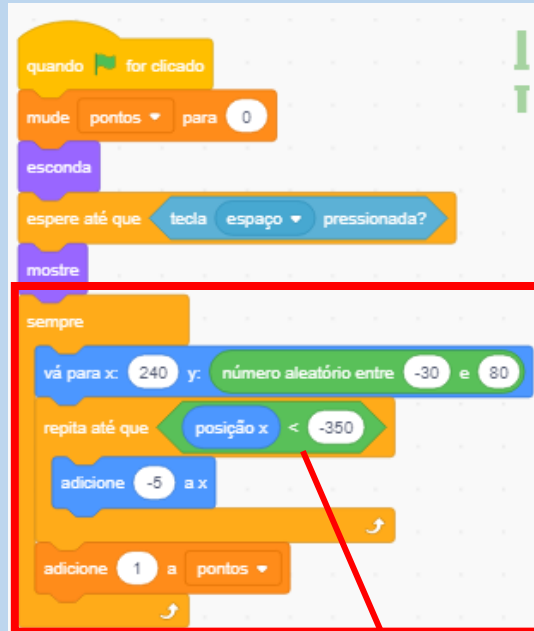 quando for clicado
mude pontos para 0
esconda
espere até que tecla espaço pressionada?
mostre
sempre
vá para x: 240 y: número aleatório entre -30 e 80
repita até que posição x < -350
adicione -5 a x
adicione 1 a pontos